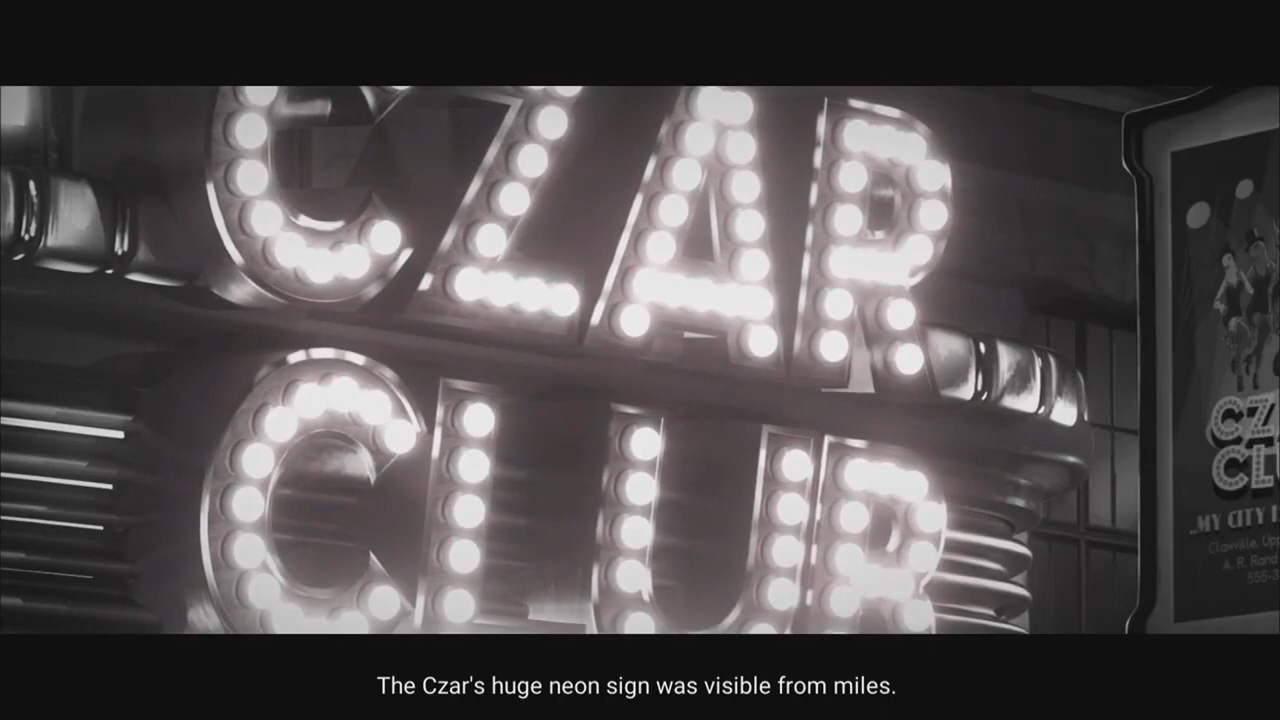 CZAR
CLUB
CZ
CL
...MY CITY
Clawville, Upp
A. R. Rand
555-3
The Czar's huge neon sign was visible from miles.